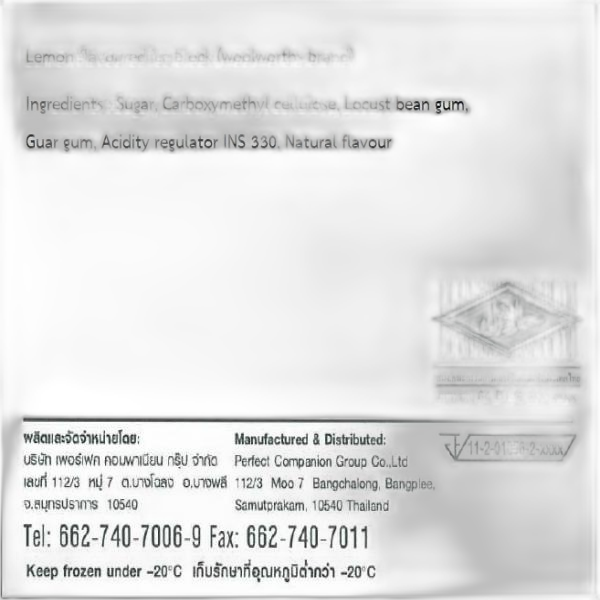 Lemon
Ingredients: Sugar, Carboxymethyl cellulose, Locust bean gum,
Guar gum, Acidity regulator INS 330, Natural flavour
ผลิตและจัดจำหน่ายโดย:
บริษัท เพอร์เฟค คอมพาเนียน กรุ๊ป จำกัด
เลขที่ 112/3 หมู่ 7 ต.บางโฉลง อ.บางพลี
จ.สมุทรปราการ 10540
Manufactured & Distributed:
Perfect Companion Group Co.,Ltd
112/3 Moo 7 Bangchalong, Bangplee,
Samutprakarn, 10540 Thailand
Tel: 662-740-7006-9 Fax: 662-740-7011
Keep frozen under -20°C เก็บรักษาที่อุณหภูมิต่ำกว่า -20°C